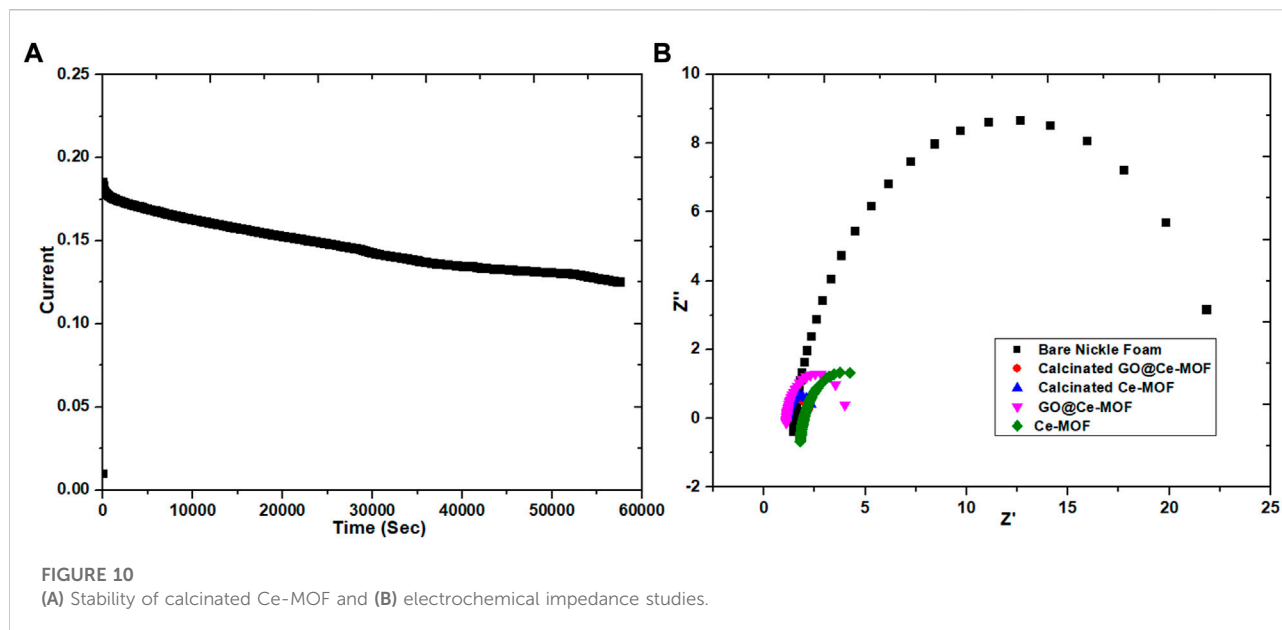 A
0.25
0.20
0.15
0.10
0.05
0.00
Current
0
10000
20000
30000
40000
50000
60000
Time (Sec)
B
10
8
6
4
2
0
-2
Z''
0
5
10
15
20
25
Z'
Bare Nickle Foam
Calcinated GO@Ce-MOF
Calcinated Ce-MOF
GO@Ce-MOF
Ce-MOF
FIGURE 10
(A) Stability of calcinated Ce-MOF and (B) electrochemical impedance studies.